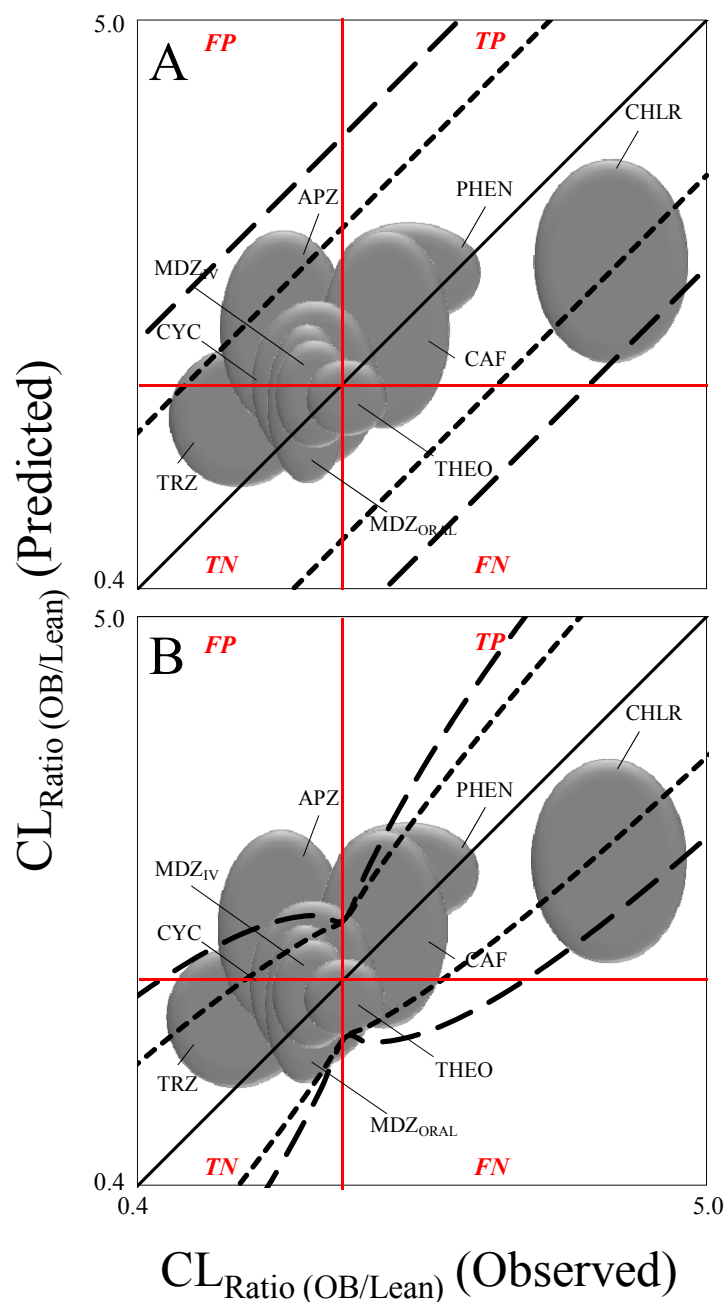 5.0
A
FP
TP
CHLR
PHEN
APZ
MDZIV
CYC
CAF
TRZ
THEO
MDZORAL
TN
FN
0.4
CLRatio (OB/Lean) (Predicted)
5.0
B
FP
TP
CHLR
PHEN
APZ
MDZIV
CYC
CAF
THEO
TRZ
MDZORAL
TN
FN
0.4
0.4
5.0
CLRatio (OB/Lean) (Observed)